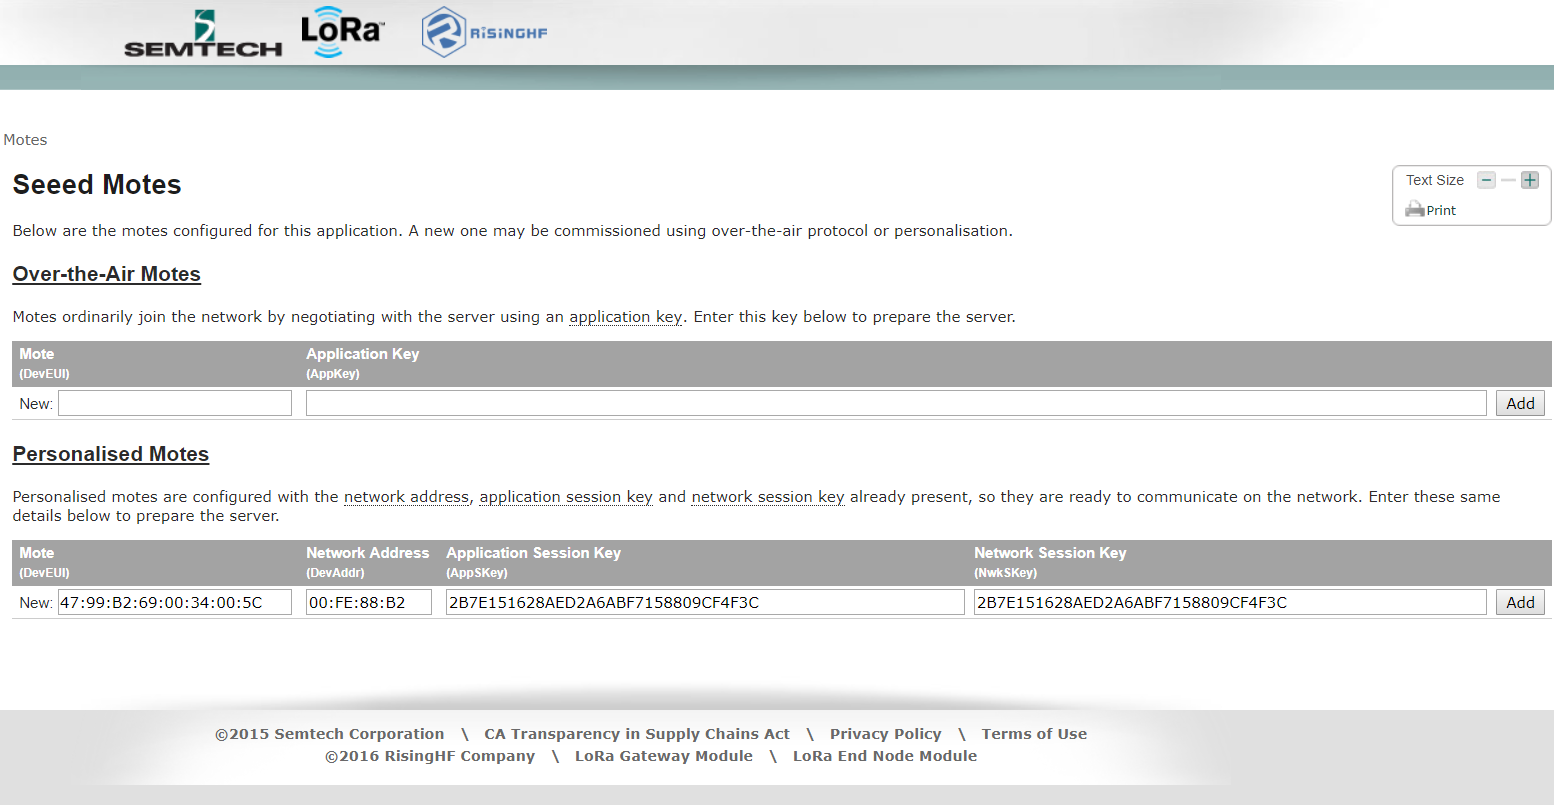 SEMTECH LoRa™ RiSiNGHF
Motes
Seeed Motes
Text Size
Print
Below are the motes configured for this application. A new one may be commissioned using over-the-air protocol or personalisation.
Over-the-Air Motes
Motes ordinarily join the network by negotiating with the server using an application key. Enter this key below to prepare the server.
Mote Application Key
(DevEUI) (AppKey)
New: Add
Personalised Motes
Personalised motes are configured with the network address, application session key and network session key already present, so they are ready to communicate on the network. Enter these same
details below to prepare the server.
Mote Network Address Application Session Key Network Session Key
(DevEUI) (DevAddr) (AppSKey) (NwkSKey)
New: 47:99:B2:69:00:34:00:5C 00:FE:88:B2 2B7E151628AED2A6ABF7158809CF4F3C 2B7E151628AED2A6ABF7158809CF4F3C Add
©2015 Semtech Corporation \ CA Transparency in Supply Chains Act \ Privacy Policy \ Terms of Use
©2016 RisingHF Company \ LoRa Gateway Module \ LoRa End Node Module